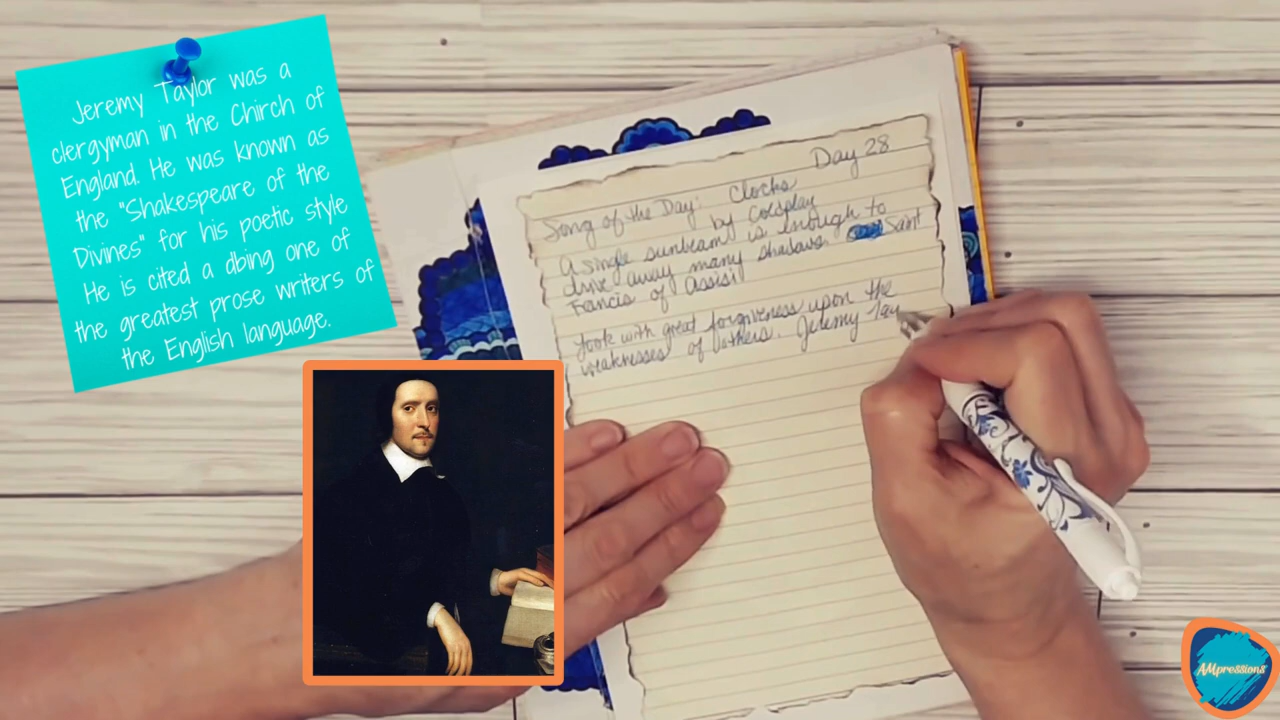 Jeremy Taylor was a
clergyman in the Chirch of
England. He was known as
the "Shakespeare of the
Divines" for his poetic style
He is cited a dbing one of
the greatest prose writers of
the English language.
Day 28
Song of the Day: Clocks
by Coldplay
A single sunbeam is enough to
drive away many shadows. Saint
Francis of Assisi
Look with great forgiveness upon the
weaknesses of others. Jeremy Tay
AMpressions